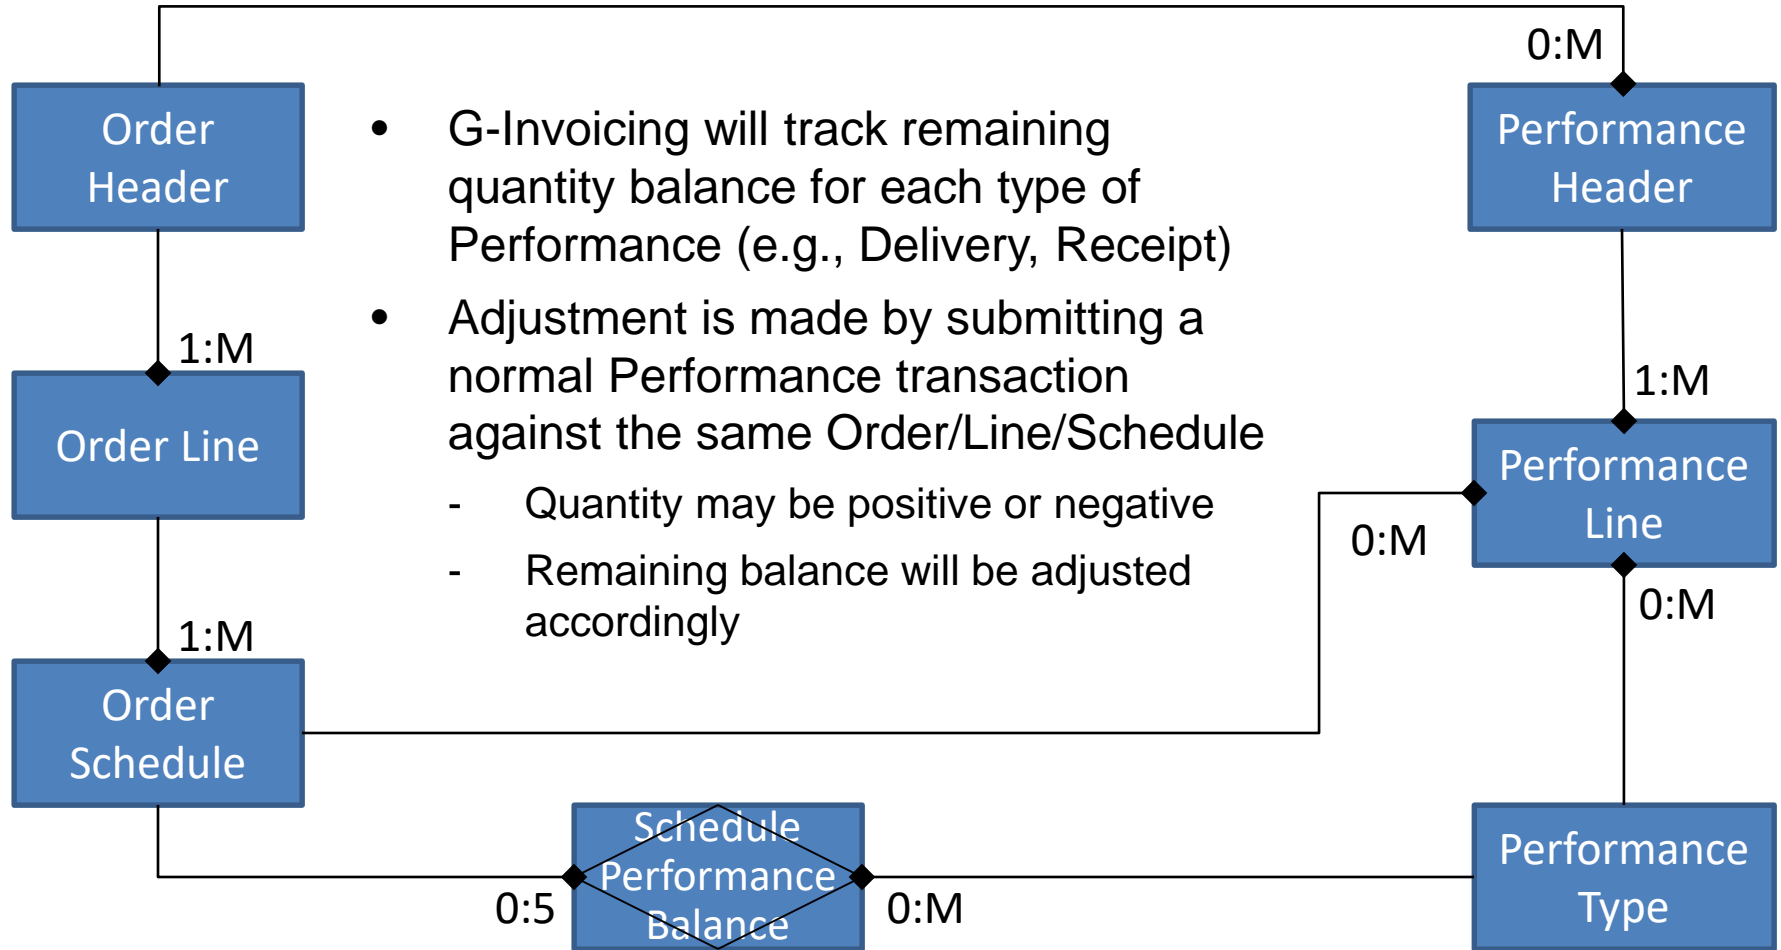 0:M
Order
Header
• G-Invoicing will track remaining
quantity balance for each type of
Performance (e.g., Delivery, Receipt)
Performance
Header
• Adjustment is made by submitting a
normal Performance transaction
against the same Order/Line/Schedule
1:M
1:M
Order Line
Performance
Line
- Quantity may be positive or negative
0:M
- Remaining balance will be adjusted
accordingly
0:M
1:M
Order
Schedule
Schedule
Performance
Balance
0:5
0:M
Performance
Type